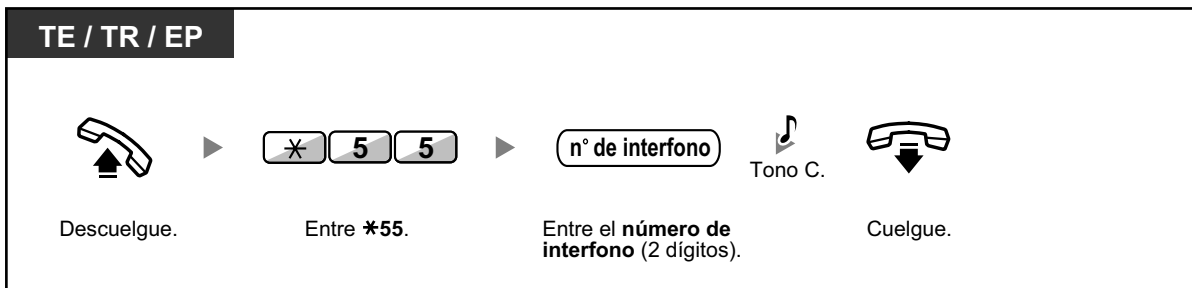 TE / TR / EP
* 5 5
n° de interfono
Tono C.
Descuelgue.
Entre *55.
Entre el número de
interfono (2 dígitos).
Cuelgue.